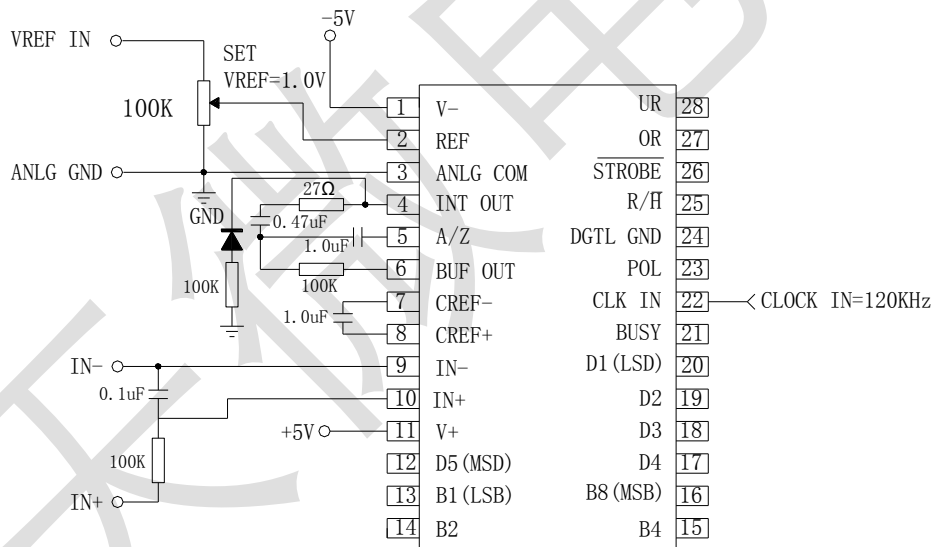 -5V
VREF IN
SET
VREF=1.0V
100K
ANLG GND
GND
27Ω
0.47uF
1.0uF
100K
100K
1.0uF
IN-
0.1uF
100K
IN+
+5V
1 V-
2 REF
3 ANLG COM
4 INT OUT
5 A/Z
6 BUF OUT
7 CREF-
8 CREF+
9 IN-
10 IN+
11 V+
12 D5(MSD)
13 B1(LSB)
14 B2
UR 28
OR 27
STROBE 26
R/H 25
DGTL GND 24
POL 23
CLK IN 22
CLOCK IN=120KHz
BUSY 21
D1(LSD) 20
D2 19
D3 18
D4 17
B8(MSB) 16
B4 15
天微电